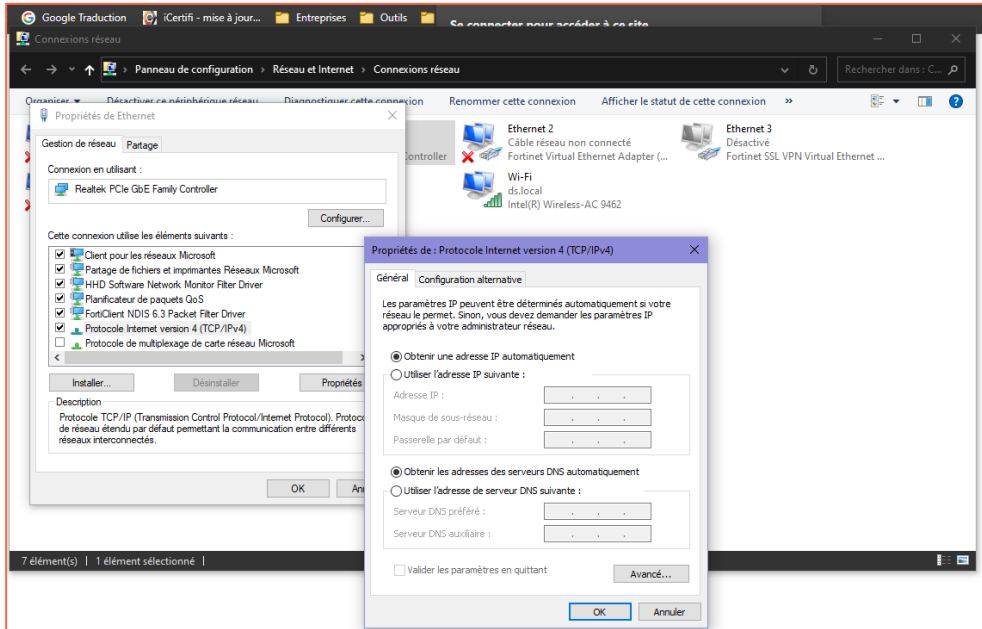 Google Traduction iCertifi - mise à jour... Entreprises Outils
Se connecter pour accéder à ce site
Connexions réseau
Panneau de configuration > Réseau et Internet > Connexions réseau
Rechercher dans : C...
Organiser Désactiver ce périphérique réseau Diagnostiquer cette connexion Renommer cette connexion Afficher le statut de cette connexion »
Controller
Ethernet 2
Câble réseau non connecté
Fortinet Virtual Ethernet Adapter (...
Ethernet 3
Désactivé
Fortinet SSL VPN Virtual Ethernet ...
Wi-Fi
ds.local
Intel(R) Wireless-AC 9462
Propriétés de Ethernet
Gestion de réseau Partage
Connexion en utilisant :
Realtek PCIe GbE Family Controller
Configurer...
Cette connexion utilise les éléments suivants :
Client pour les réseaux Microsoft
Partage de fichiers et imprimantes Réseaux Microsoft
HHD Software Network Monitor Filter Driver
Planificateur de paquets QoS
FortiClient NDIS 6.3 Packet Filter Driver
Protocole Internet version 4 (TCP/IPv4)
Protocole de multiplexage de carte réseau Microsoft
Installer... Désinstaller Propriétés
Description
Protocole TCP/IP (Transmission Control Protocol/Internet Protocol). Protoco
de réseau étendu par défaut permettant la communication entre différents
réseaux interconnectés.
OK An
Propriétés de : Protocole Internet version 4 (TCP/IPv4)
Général Configuration alternative
Les paramètres IP peuvent être déterminés automatiquement si votre
réseau le permet. Sinon, vous devez demander les paramètres IP
appropriés à votre administrateur réseau.
Obtenir une adresse IP automatiquement
Utiliser l'adresse IP suivante :
Adresse IP :
Masque de sous-réseau :
Passerelle par défaut :
Obtenir les adresses des serveurs DNS automatiquement
Utiliser l'adresse de serveur DNS suivante :
Serveur DNS préféré :
Serveur DNS auxiliaire :
Valider les paramètres en quittant
Avancé...
OK Annuler
7 élément(s) | 1 élément sélectionné |